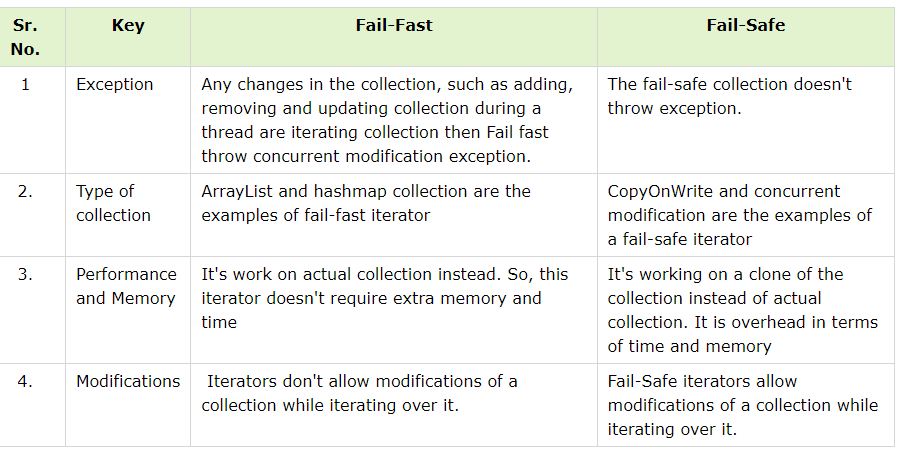 Sr. No. Key Fail-Fast Fail-Safe
1 Exception Any changes in the collection, such as adding,
removing and updating collection during a
thread are iterating collection then Fail fast
throw concurrent modification exception.
The fail-safe collection doesn't
throw exception.
2. Type of
collection
ArrayList and hashmap collection are the
examples of fail-fast iterator
CopyOnWrite and concurrent
modification are the examples of
a fail-safe iterator
3. Performance
and Memory
It's work on actual collection instead. So, this
iterator doesn't require extra memory and
time
It's working on a clone of the
collection instead of actual
collection. It is overhead in terms
of time and memory
4. Modifications
Iterators don't allow modifications of a
collection while iterating over it.
Fail-Safe iterators allow
modifications of a collection while
iterating over it.